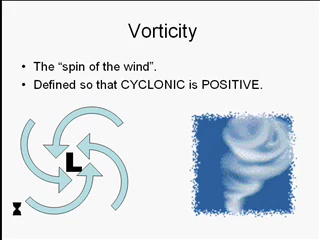 Vorticity
• The “spin of the wind”.
• Defined so that CYCLONIC is POSITIVE.
L